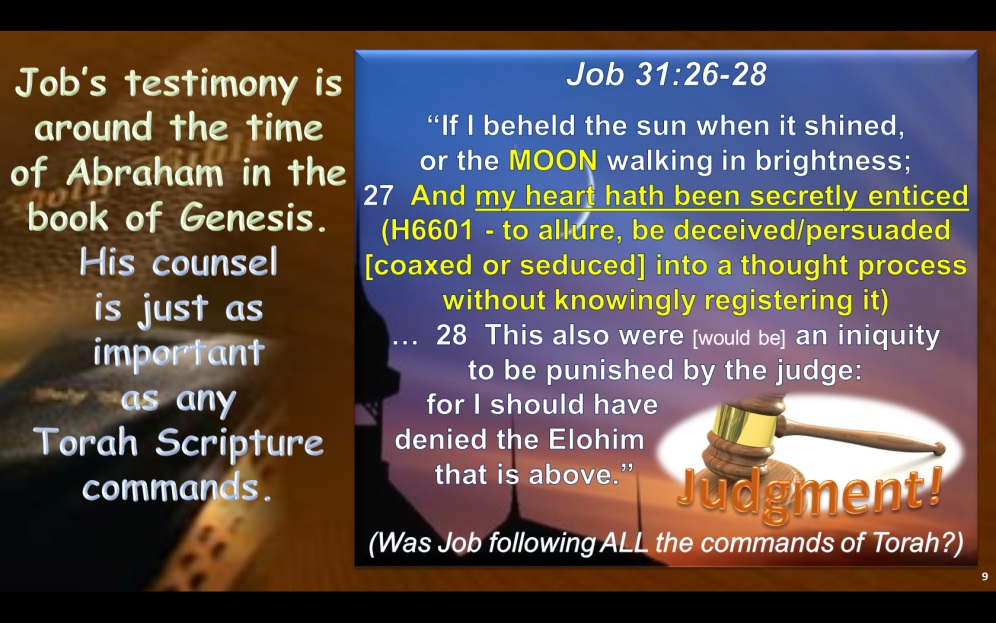 Job's testimony is
around the time
of Abraham in the
book of Genesis.
His counsel
is just as
important
as any
Torah Scripture
commands.
Job 31:26-28
“If I beheld the sun when it shined,
or the MOON walking in brightness;
27 And my heart hath been secretly enticed
(H6601 - to allure, be deceived/persuaded
[coaxed or seduced] into a thought process
without knowingly registering it)
… 28 This also were [would be] an iniquity
to be punished by the judge:
for I should have
denied the Elohim
that is above.”
Judgment!
(Was Job following ALL the commands of Torah?)
9